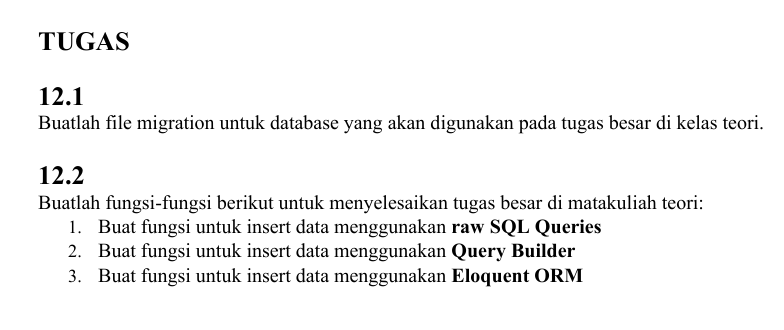 TUGAS
12.1
Buatlah file migration untuk database yang akan digunakan pada tugas besar di kelas teori.
12.2
Buatlah fungsi-fungsi berikut untuk menyelesaikan tugas besar di matakuliah teori:
1. Buat fungsi untuk insert data menggunakan raw SQL Queries
2. Buat fungsi untuk insert data menggunakan Query Builder
3. Buat fungsi untuk insert data menggunakan Eloquent ORM